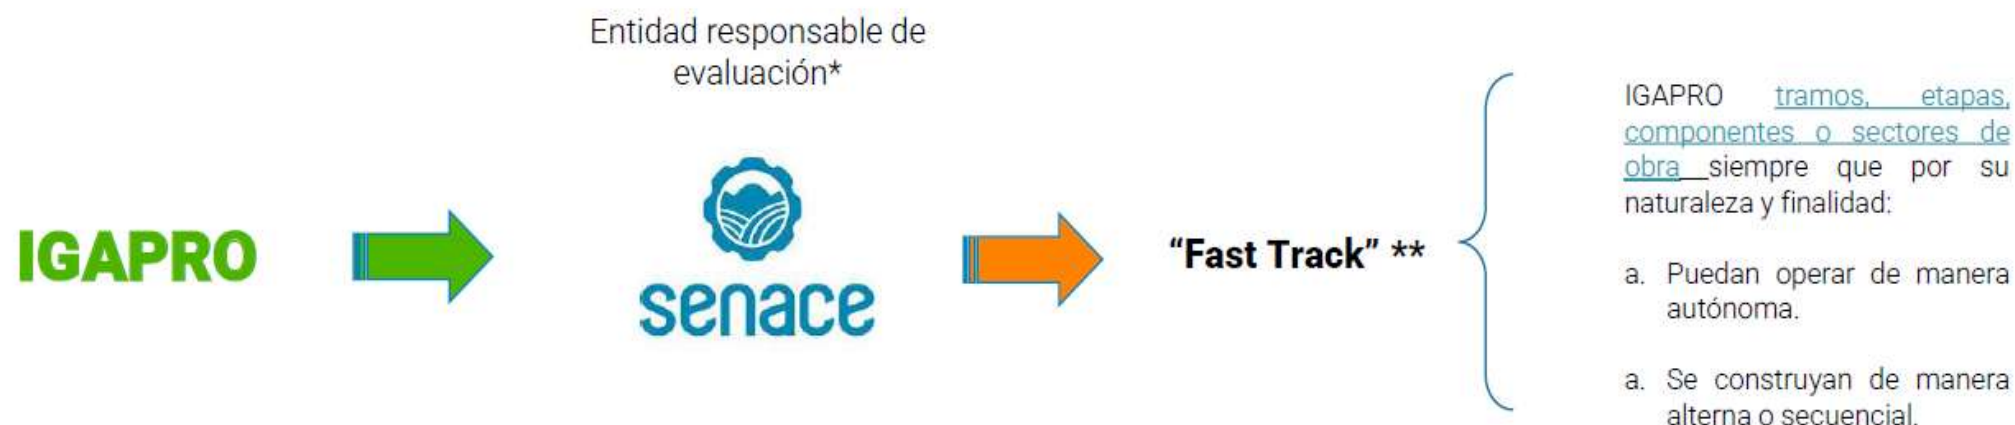 Entidad responsable de
evaluación*
IGAPRO
senace
“Fast Track” **
IGAPRO tramos, etapas,
componentes o sectores de
obra siempre que por su
naturaleza y finalidad:
a. Puedan operar de manera
autónoma.
a. Se construyan de manera
alterna o secuencial.